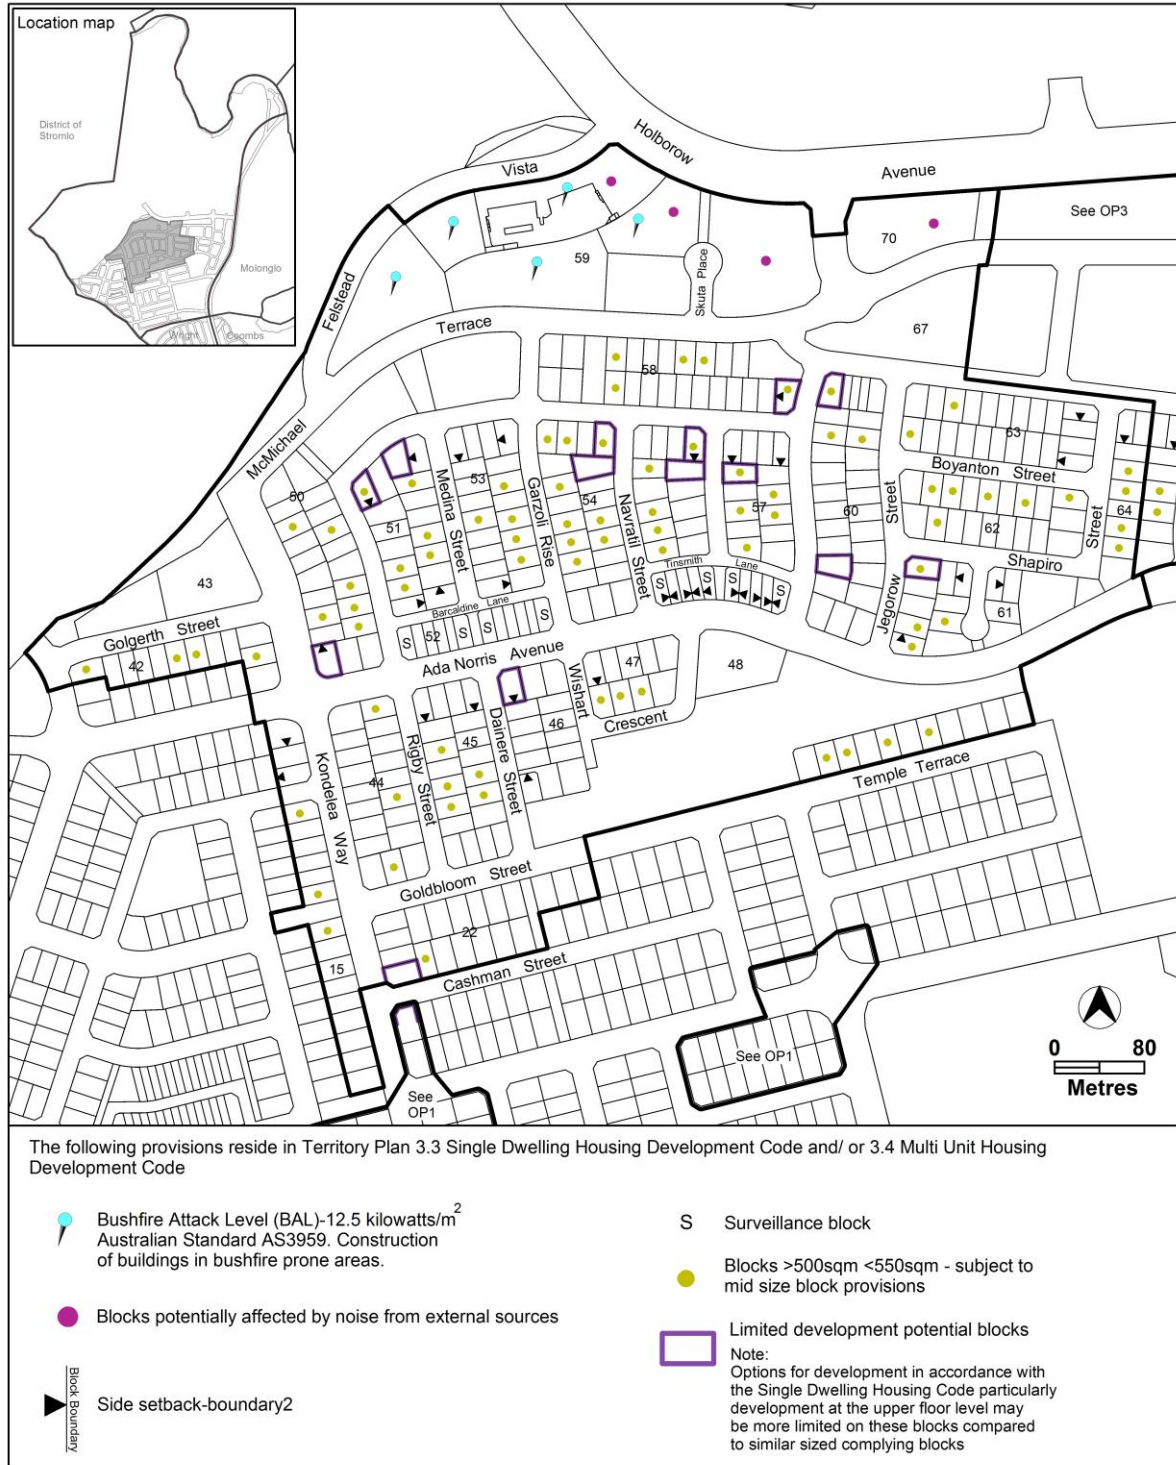 Location map
District of
Stromlo
Molonglo
Wright
Coombs
Holborow
Avenue
Vista
See OP3
70
59
Skuta Place
Felstead
Terrace
67
58
McMichael
63
Boyanton Street
50
53
Medina Street
51
Garzoli Rise
54
Navratil Street
57
60
Street
62
64
Street
Shapiro
Tinsmith Lane
S S S S
43
Golgerth Street
42
Barcaldine Lane
S 52 S S S
Jegorow
61
Ada Norris Avenue
47
48
Wishart
Crescent
46
45
Dainere Street
Rigby Street
44
Kondelea Way
Temple Terrace
Goldbloom Street
22
15
Cashman Street
See OP1
See
OP1
0 80
Metres
The following provisions reside in Territory Plan 3.3 Single Dwelling Housing Development Code and/ or 3.4 Multi Unit Housing
Development Code
Bushfire Attack Level (BAL)-12.5 kilowatts/m2
Australian Standard AS3959. Construction
of buildings in bushfire prone areas.
Blocks potentially affected by noise from external sources
Block Boundary
Side setback-boundary2
S Surveillance block
Blocks >500sqm <550sqm - subject to
mid size block provisions
Limited development potential blocks
Note:
Options for development in accordance with
the Single Dwelling Housing Code particularly
development at the upper floor level may
be more limited on these blocks compared
to similar sized complying blocks